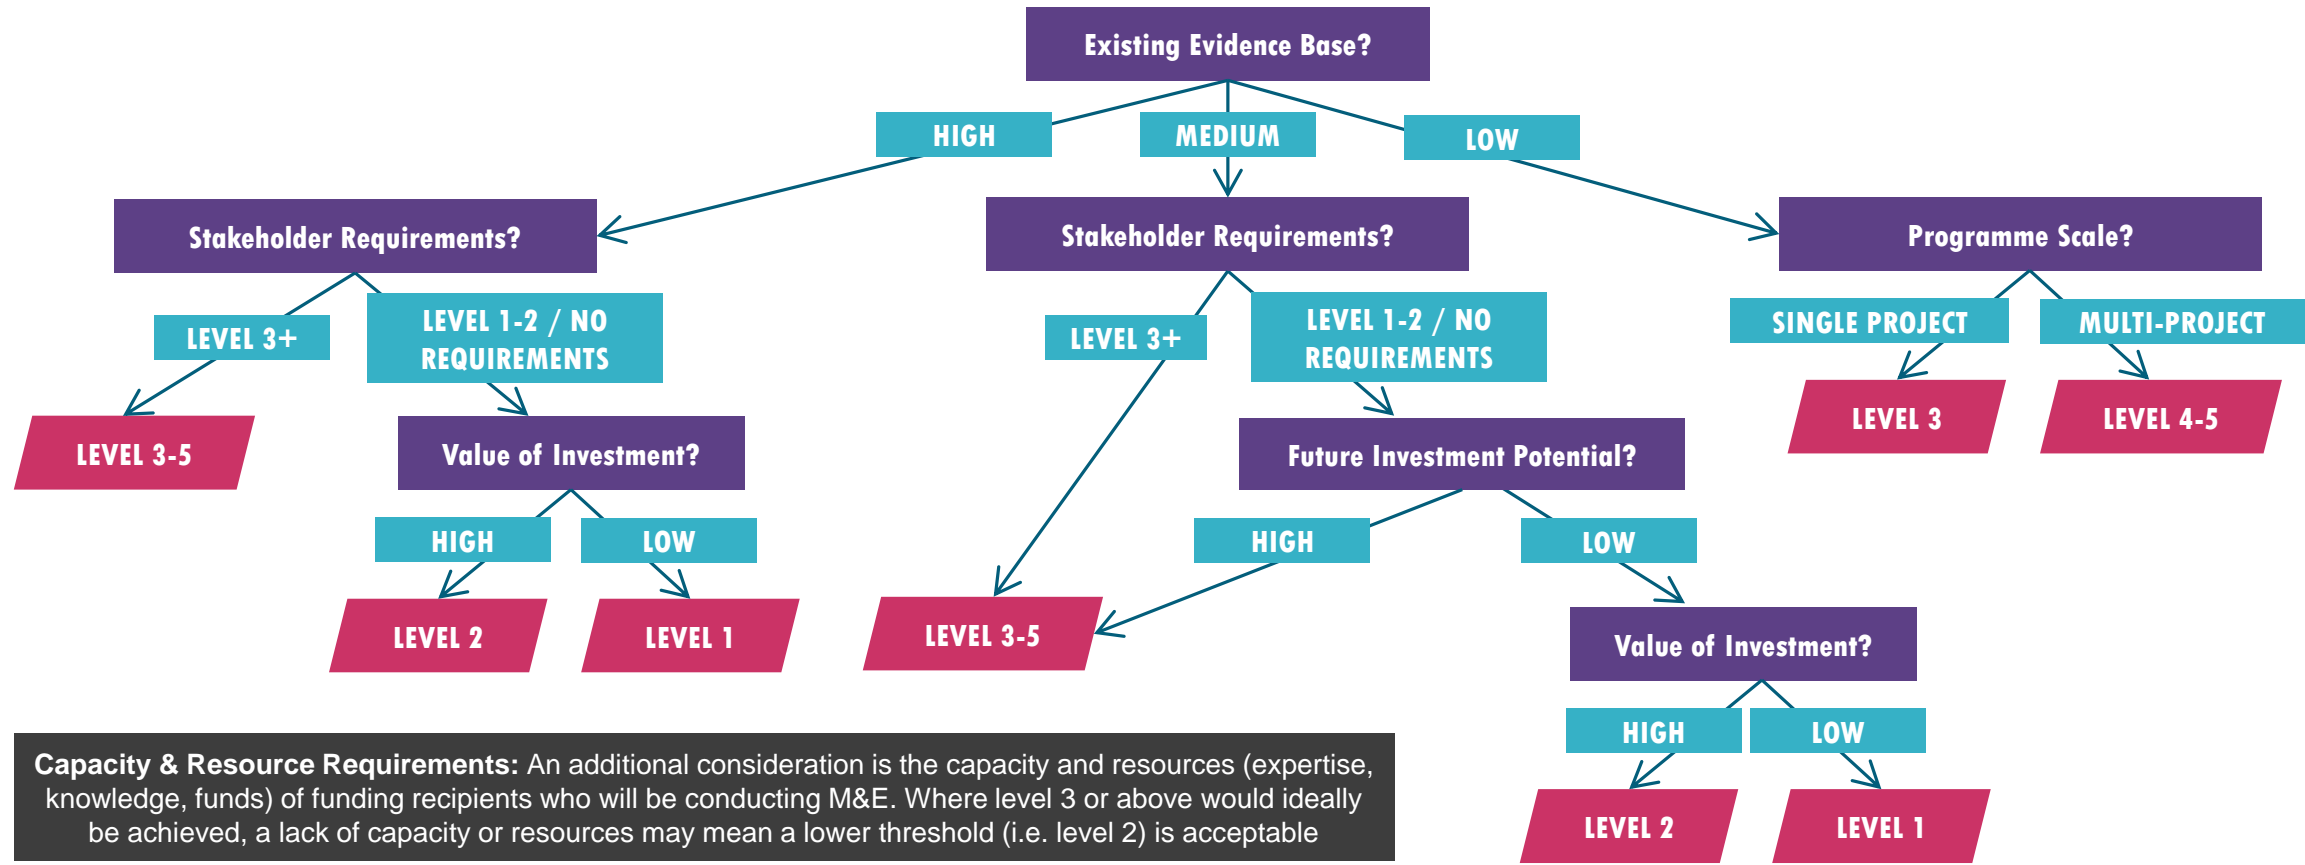 Existing Evidence Base?
HIGH
MEDIUM
LOW
Stakeholder Requirements?
Stakeholder Requirements?
Programme Scale?
LEVEL 3+
LEVEL 1-2 / NO
REQUIREMENTS
LEVEL 3+
LEVEL 1-2 / NO
REQUIREMENTS
SINGLE PROJECT
MULTI-PROJECT
LEVEL 3-5
Value of Investment?
Future Investment Potential?
LEVEL 3
LEVEL 4-5
HIGH
LOW
HIGH
LOW
LEVEL 2
LEVEL 1
LEVEL 3-5
Value of Investment?
HIGH
LOW
LEVEL 2
LEVEL 1
Capacity & Resource Requirements: An additional consideration is the capacity and resources (expertise,
knowledge, funds) of funding recipients who will be conducting M&E. Where level 3 or above would ideally
be achieved, a lack of capacity or resources may mean a lower threshold (i.e. level 2) is acceptable